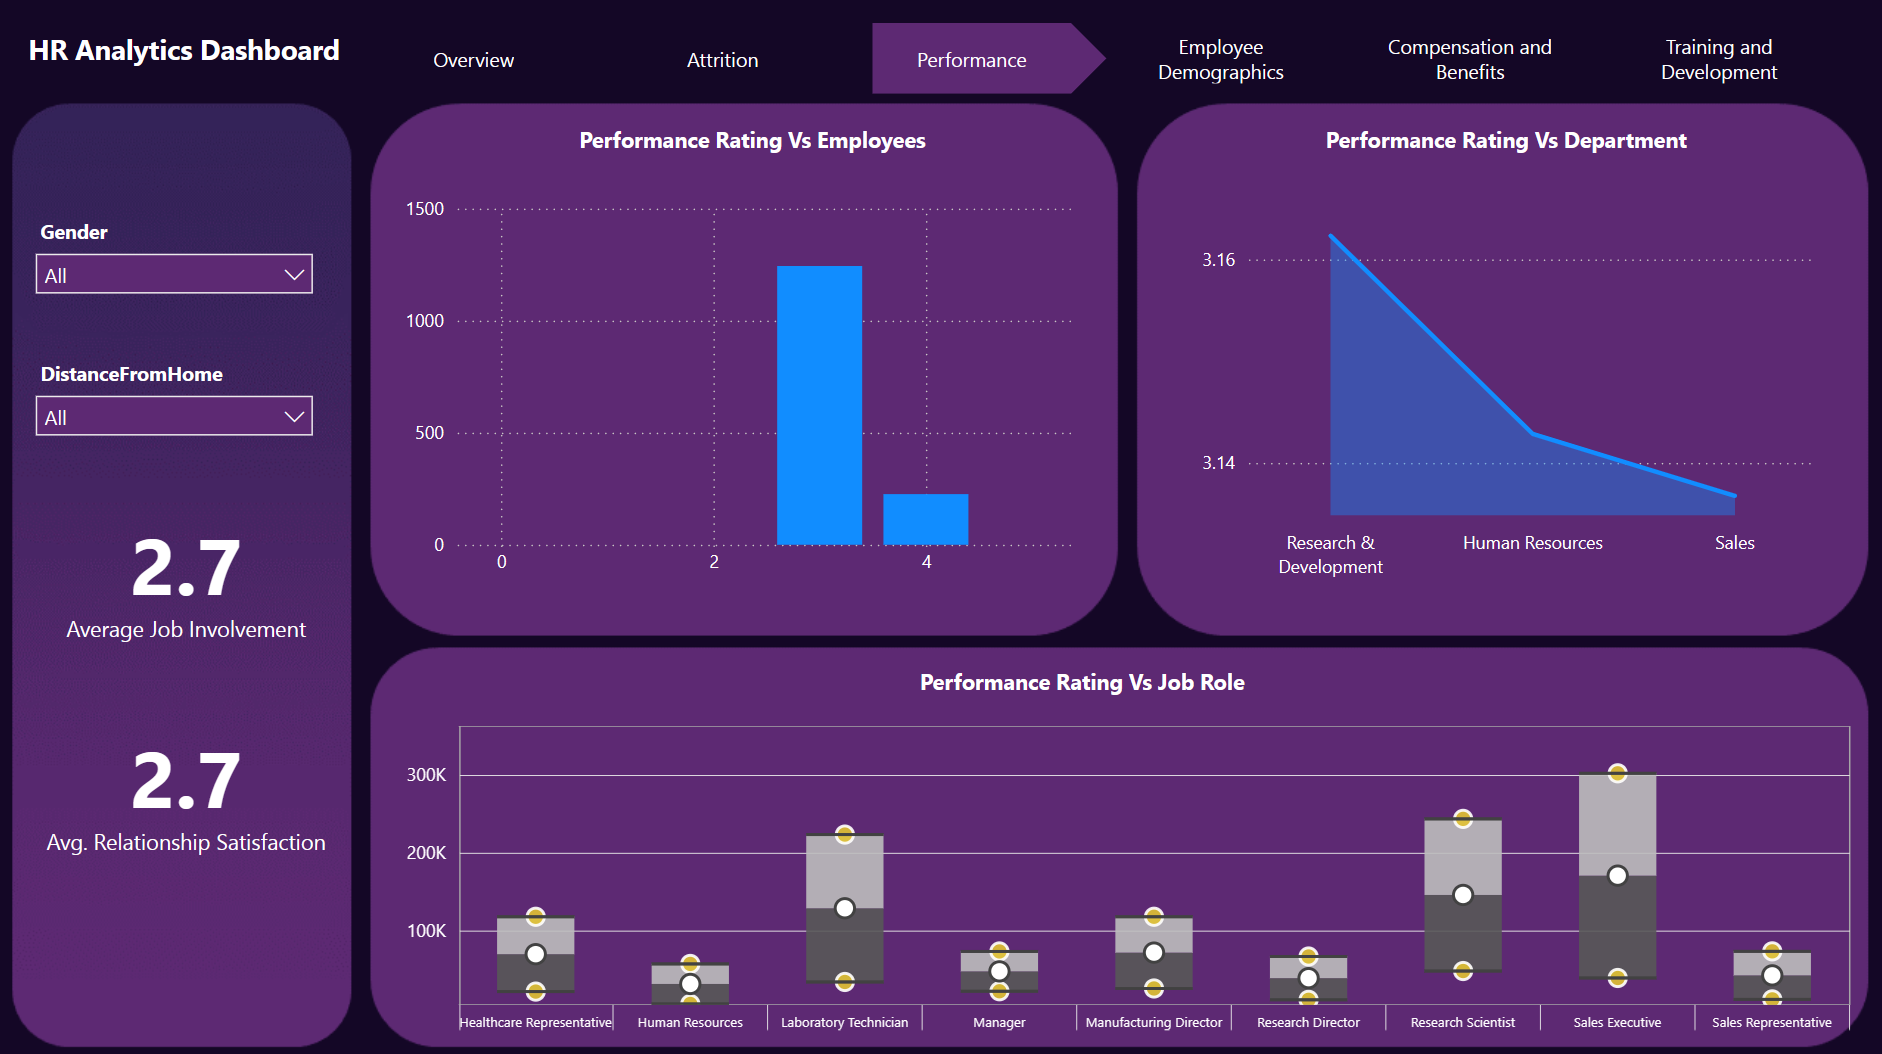 HR Analytics Dashboard
Overview
Attrition
Performance
Employee
Demographics
Compensation and
Benefits
Training and
Development
Gender
All
DistanceFromHome
All
2.7
Average Job Involvement
2.7
Avg. Relationship Satisfaction
Performance Rating Vs Employees
1500
1000
500
0
0 2 4
Performance Rating Vs Department
3.16
3.14
Research &
Development
Human Resources
Sales
Performance Rating Vs Job Role
300K
200K
100K
Healthcare Representative
Human Resources
Laboratory Technician
Manager
Manufacturing Director
Research Director
Research Scientist
Sales Executive
Sales Representative